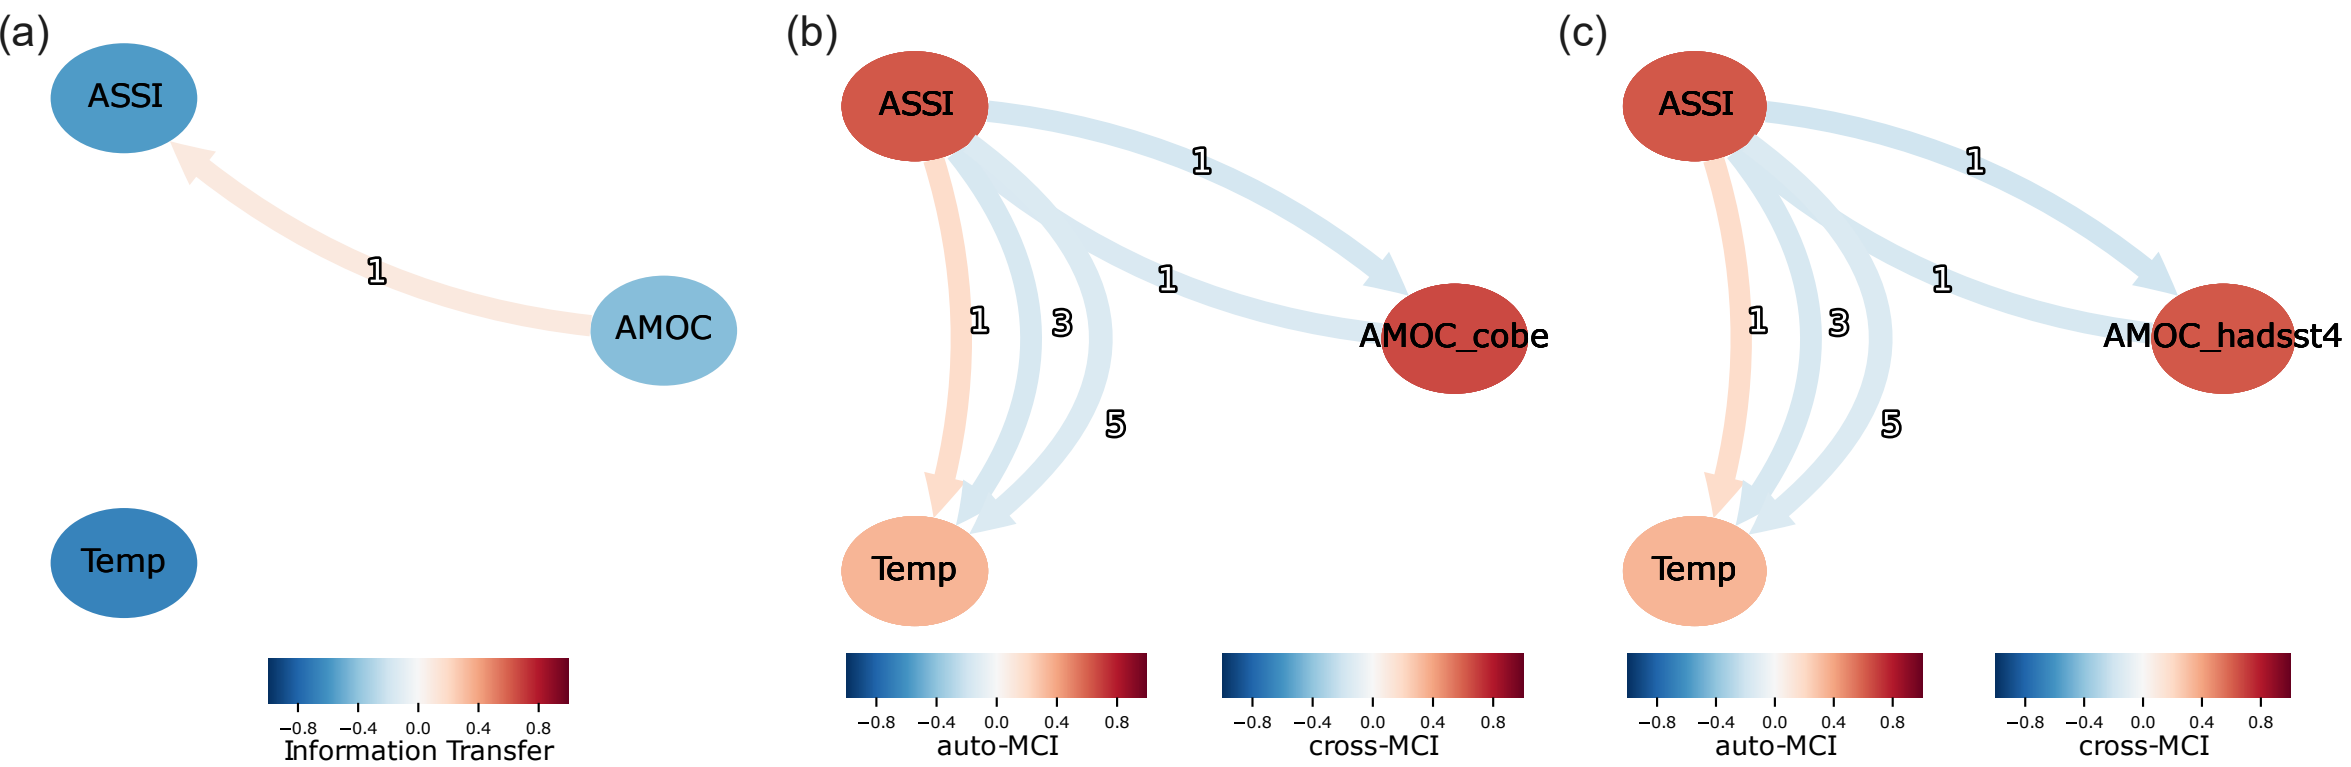 (a)
ASSI
1
AMOC
Temp
−0.8 −0.4 0.0 0.4 0.8
Information Transfer
(b)
ASSI
1
1
1
3
5
AMOC_cobe
Temp
−0.8 −0.4 0.0 0.4 0.8
auto-MCI
−0.8 −0.4 0.0 0.4 0.8
cross-MCI
(c)
ASSI
1
1
1
3
5
AMOC_hadsst4
Temp
−0.8 −0.4 0.0 0.4 0.8
auto-MCI
−0.8 −0.4 0.0 0.4 0.8
cross-MCI